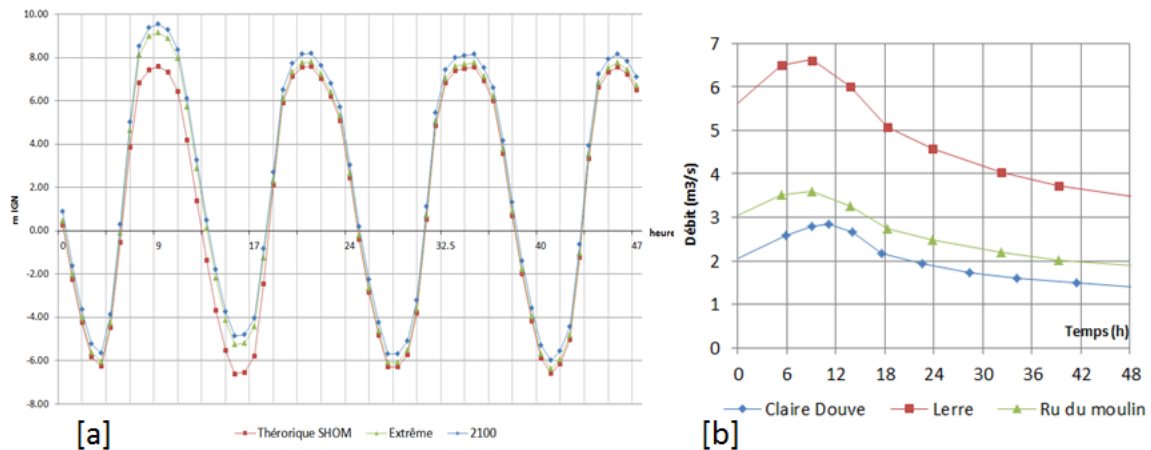 10.00
8.00
6.00
4.00
2.00
0.00
-2.00
-4.00
-6.00
-8.00
m IGN
0 9 17 24 32.5 40 47
heure
Thérorique SHOM Extrême 2100
[a]
7
6
5
4
3
2
1
0
Débit (m3/s)
Temps (h)
0 6 12 18 24 30 36 42 48
Claire Douve Lerre Ru du moulin
[b]